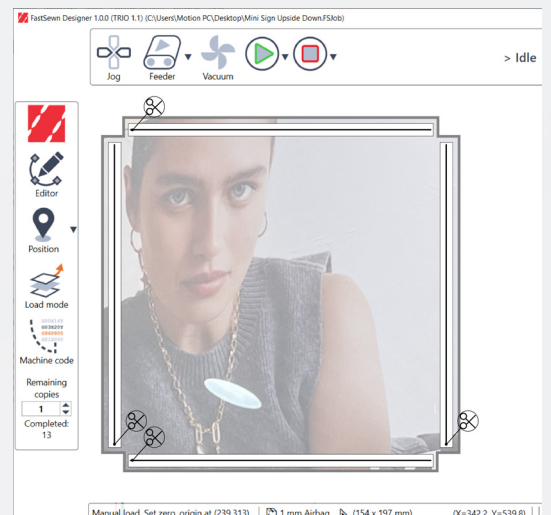 FastSewn Designer 1.0.0 (TRIO 1.1) (C:\Users\Motion PC\Desktop\Mini Sign Upside Down.FSJob)
Jog
Feeder
Vacuum
> Idle
Editor
Position
Load mode
G00X14Y
G03X20Y
Machine code
Remaining
copies
1
Completed:
13
Manual load. Set zero, origin at (239,313)
1 mm Airbag
(154 x 197 mm)
(X=342.2, Y=539.8)